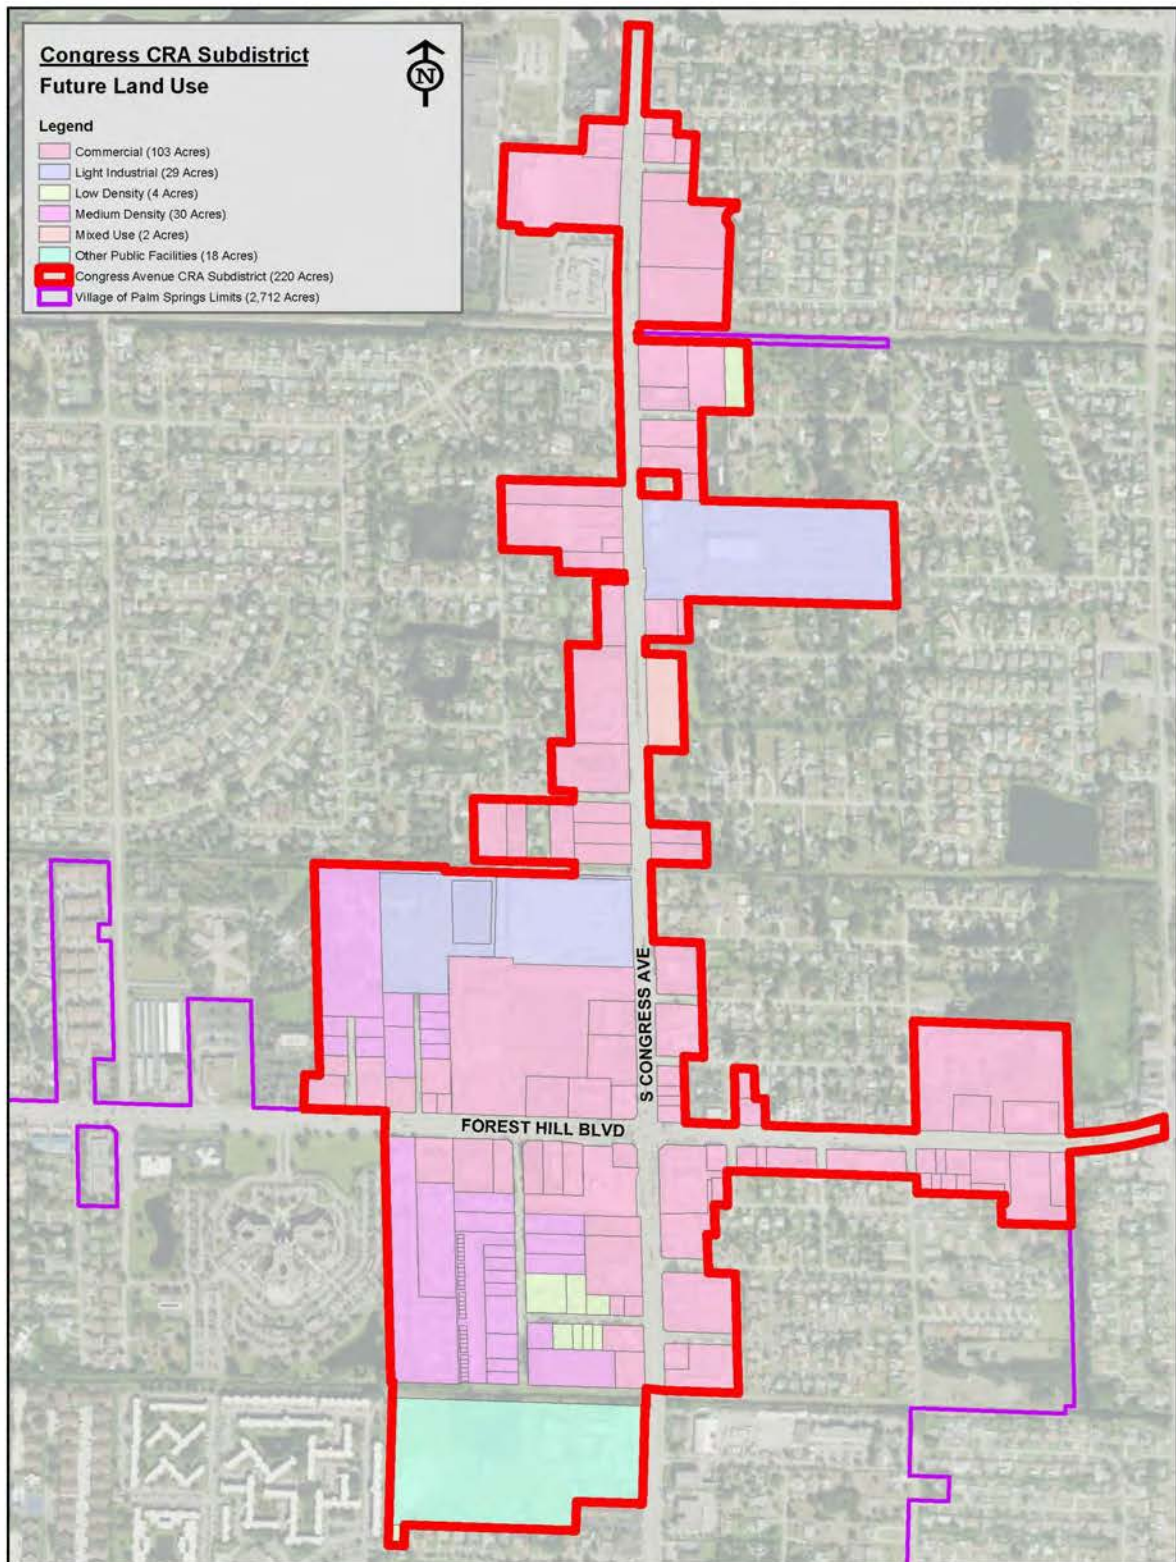 Congress CRA Subdistrict
Future Land Use
N
Legend
Commercial (103 Acres)
Light Industrial (29 Acres)
Low Density (4 Acres)
Medium Density (30 Acres)
Mixed Use (2 Acres)
Other Public Facilities (18 Acres)
Congress Avenue CRA Subdistrict (220 Acres)
Village of Palm Springs Limits (2,712 Acres)
S CONGRESS AVE
FOREST HILL BLVD